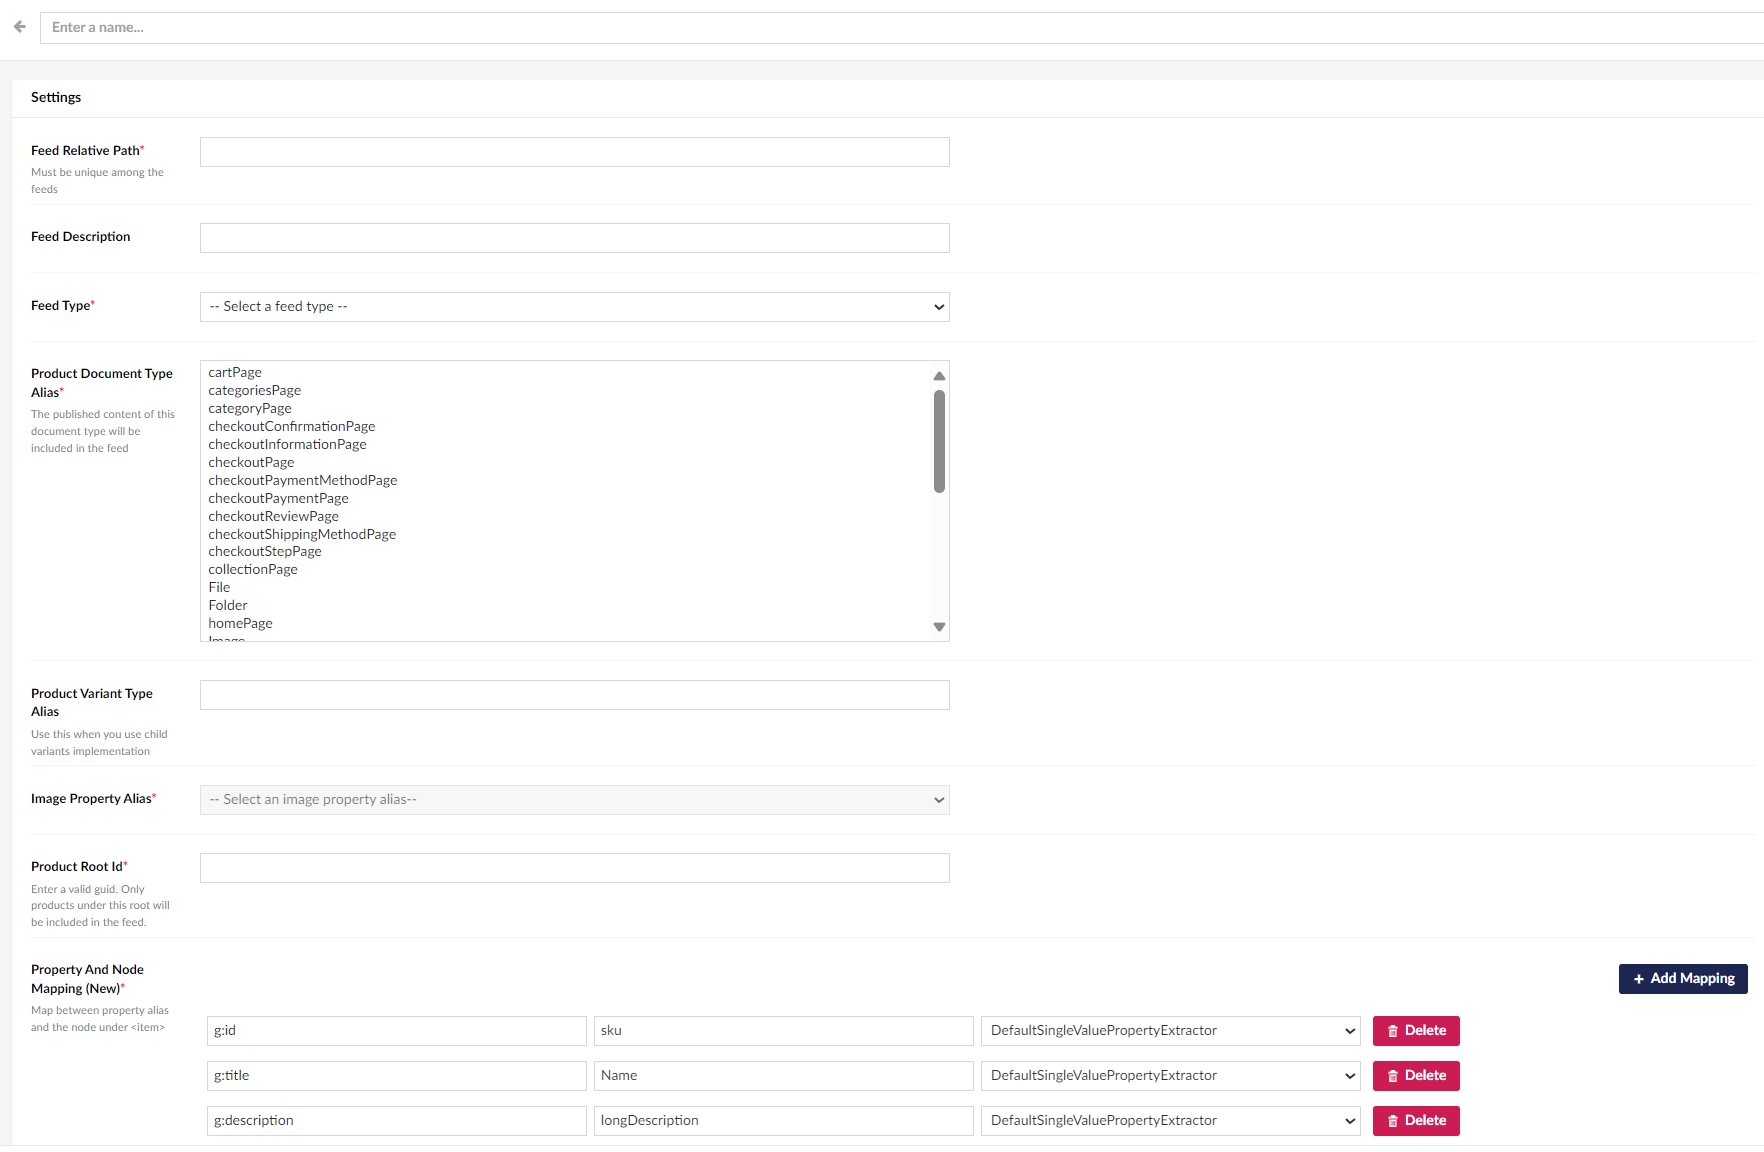 Enter a name...
Settings
Feed Relative Path*
Must be unique among the
feeds
Feed Description
Feed Type*
-- Select a feed type --
Product Document Type
Alias*
The published content of this
document type will be
included in the feed
cartPage
categoriesPage
categoryPage
checkoutConfirmationPage
checkoutInformationPage
checkoutPage
checkoutPaymentMethodPage
checkoutPaymentPage
checkoutReviewPage
checkoutShippingMethodPage
checkoutStepPage
collectionPage
File
Folder
homePage
Image
Product Variant Type
Alias
Use this when you use child
variants implementation
Image Property Alias*
-- Select an image property alias--
Product Root Id*
Enter a valid guid. Only
products under this root will
be included in the feed.
Property And Node
Mapping (New)*
Map between property alias
and the node under <item>
+ Add Mapping
g:id sku DefaultSingleValuePropertyExtractor Delete
g:title Name DefaultSingleValuePropertyExtractor Delete
g:description longDescription DefaultSingleValuePropertyExtractor Delete